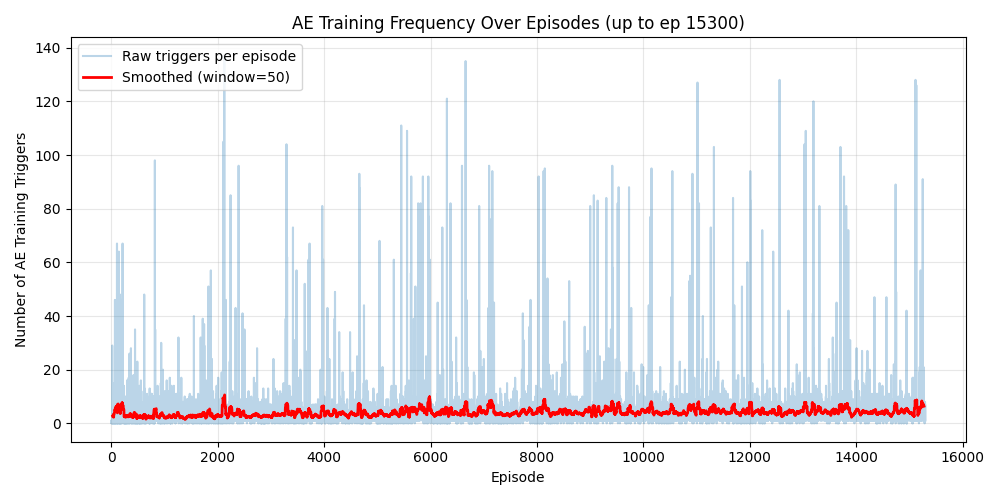 AE Training Frequency Over Episodes (up to ep 15300)
Raw triggers per episode
Smoothed (window=50)
Number of AE Training Triggers
140
120
100
80
60
40
20
0
0 2000 4000 6000 8000 10000 12000 14000 16000
Episode